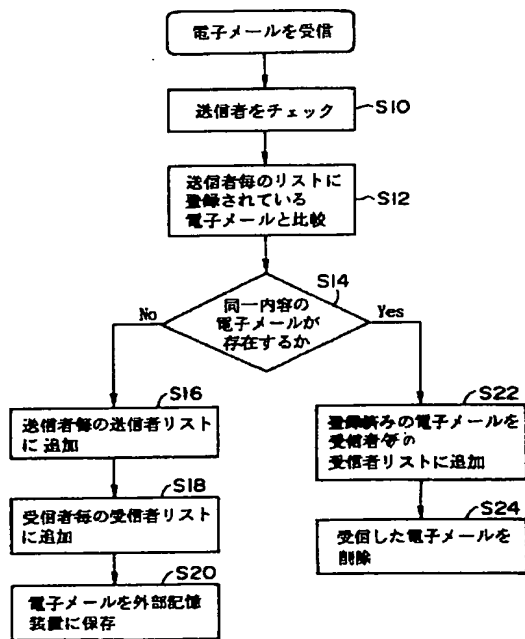 電子メールを受信
送信者をチェック
S10
送信者毎のリストに
登録されている
電子メールと比較
S12
S14
同一内容の
電子メールが
存在するか
No
Yes
S16
送信者毎の送信者リスト
に追加
S18
受信者毎の受信者リスト
に追加
S20
電子メールを外部記憶
装置に保存
S22
登録済みの電子メールを
受信者毎の
受信者リストに追加
S24
受信した電子メールを
削除